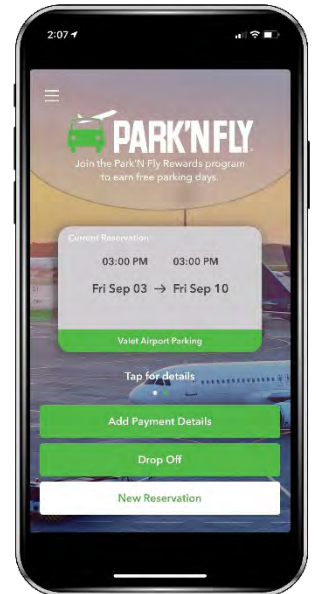 2:07
PARK'NFLY
Join the Park'N Fly Rewards program
to earn free parking days.
Current Reservation
03:00 PM 03:00 PM
Fri Sep 03 → Fri Sep 10
Valet Airport Parking
Tap for details
Add Payment Details
Drop Off
New Reservation